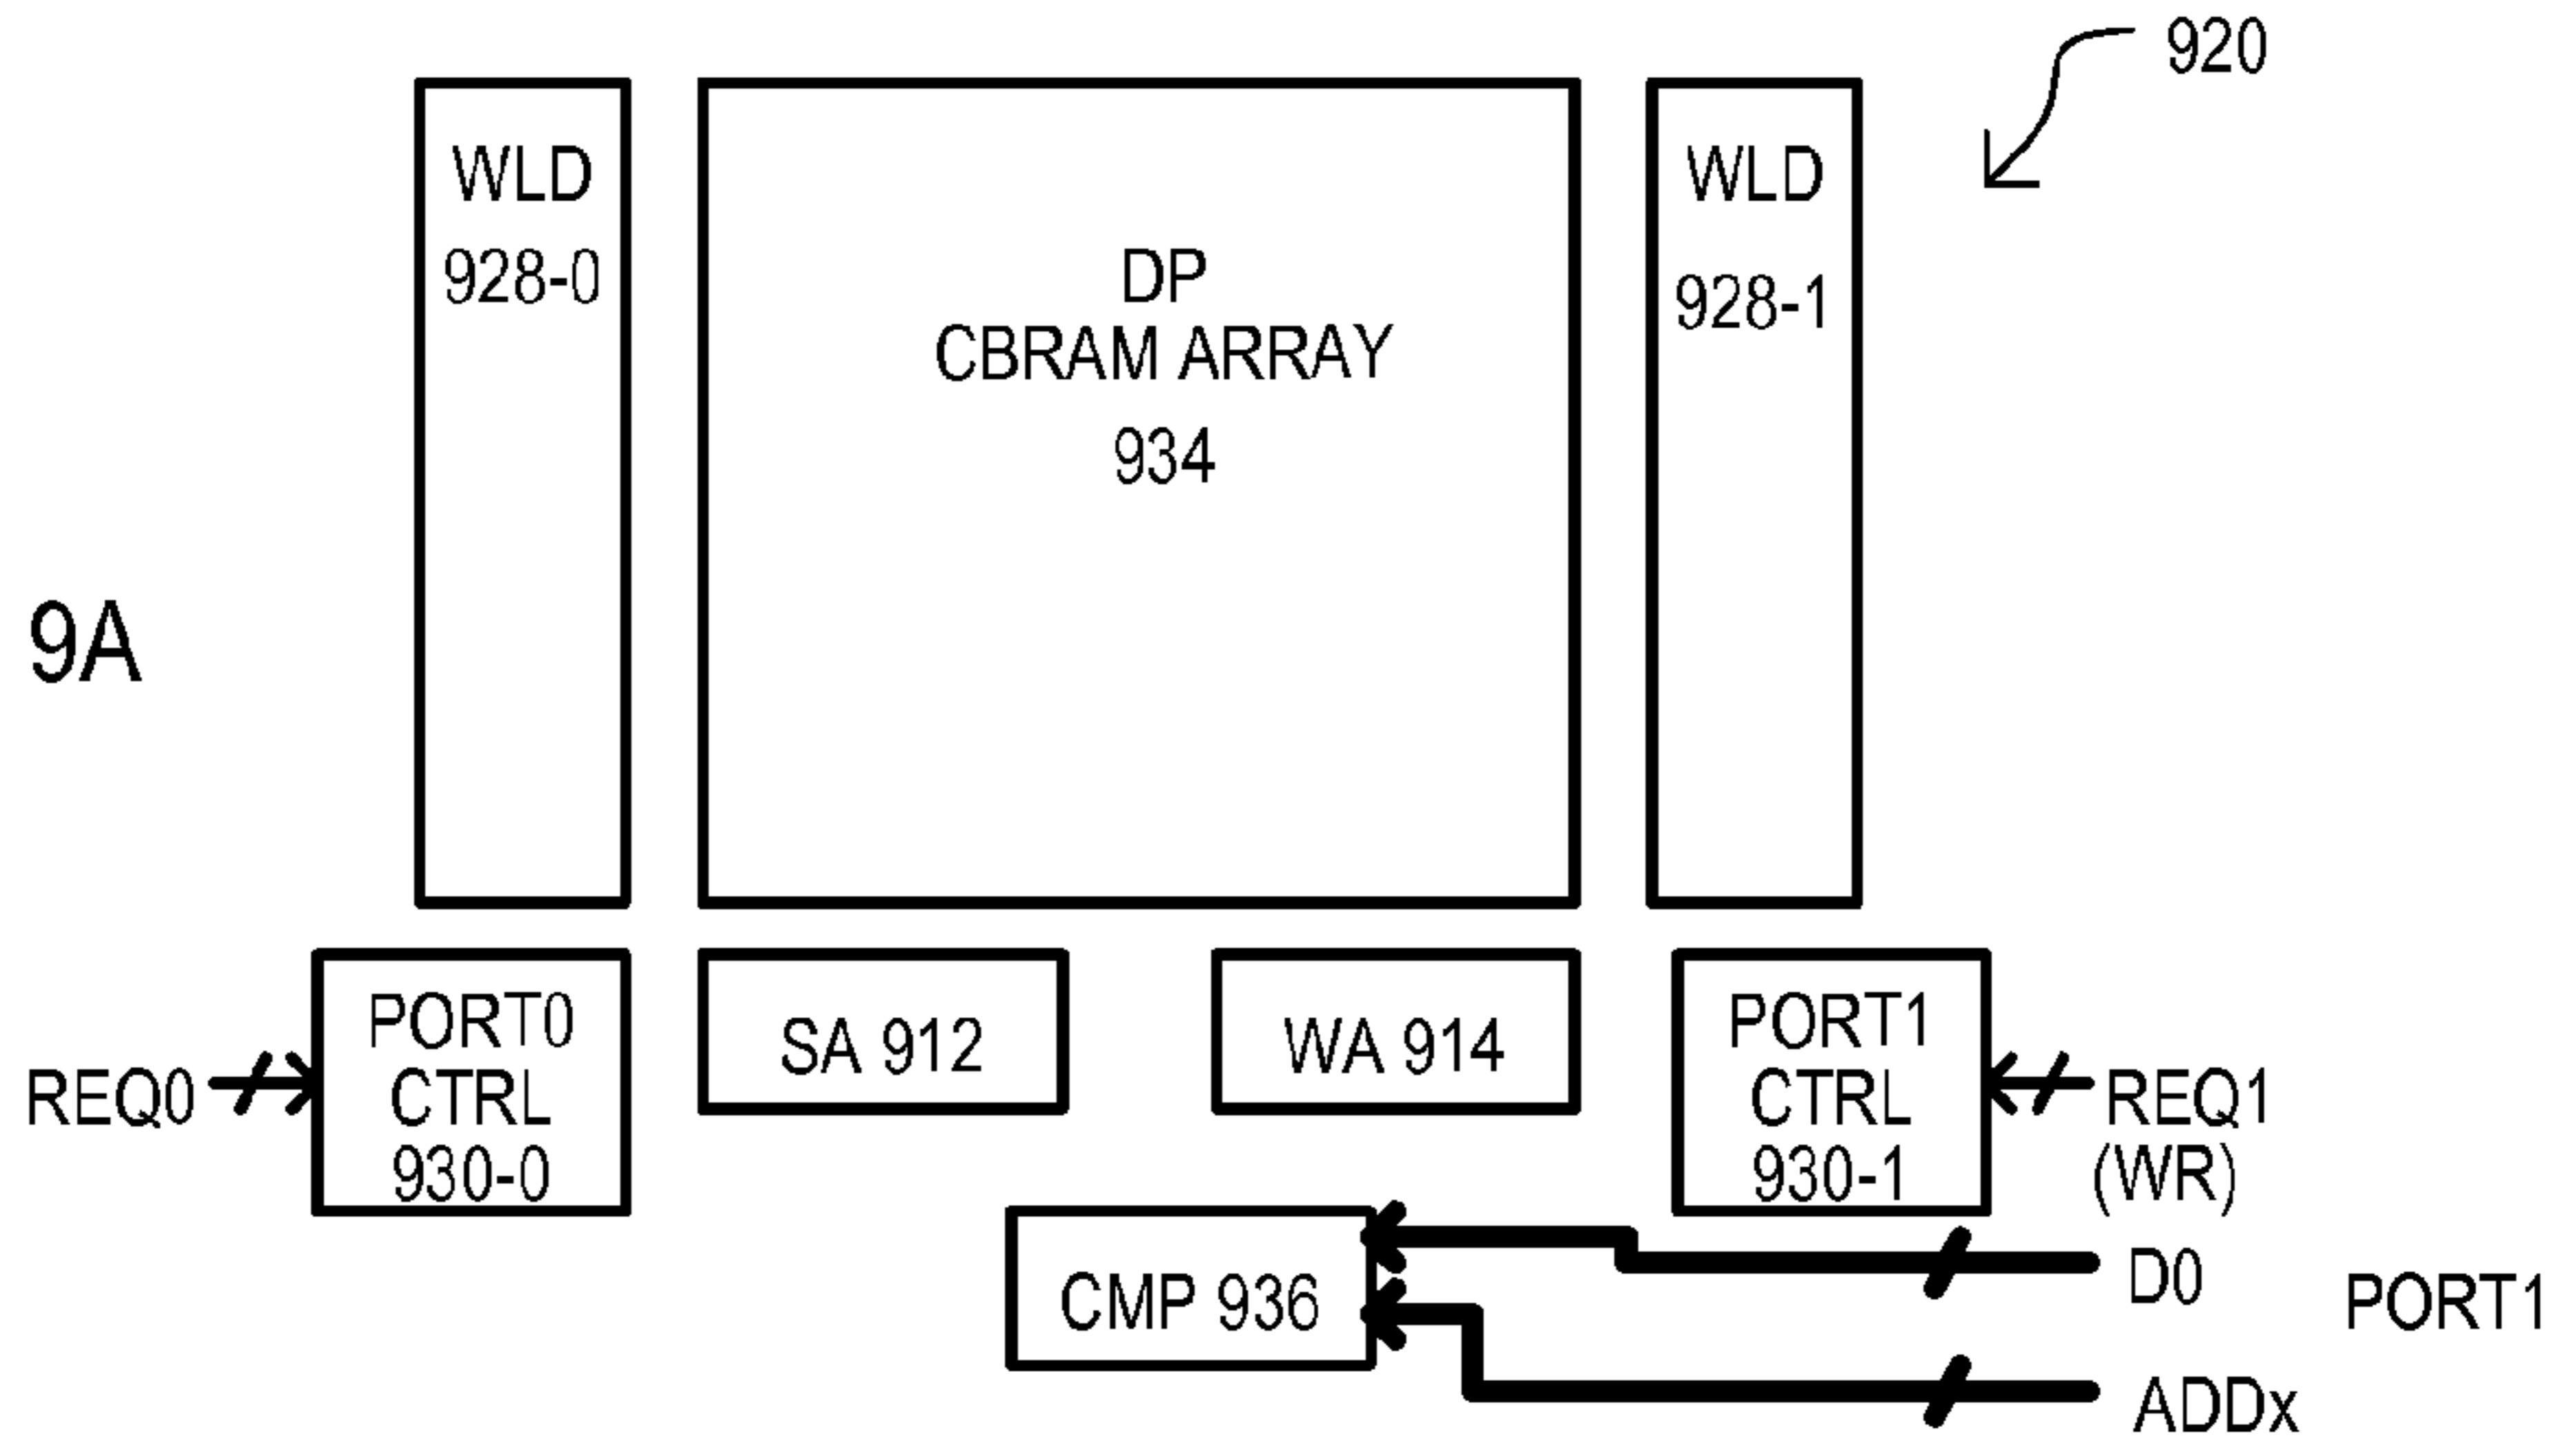 920
WLD
928-0
DP
CBRAM ARRAY
934
WLD
928-1
9A
REQ0
PORT0
CTRL
930-0
SA 912
WA 914
PORT1
CTRL
930-1
REQ1
(WR)
CMP 936
D0
PORT1
ADDx